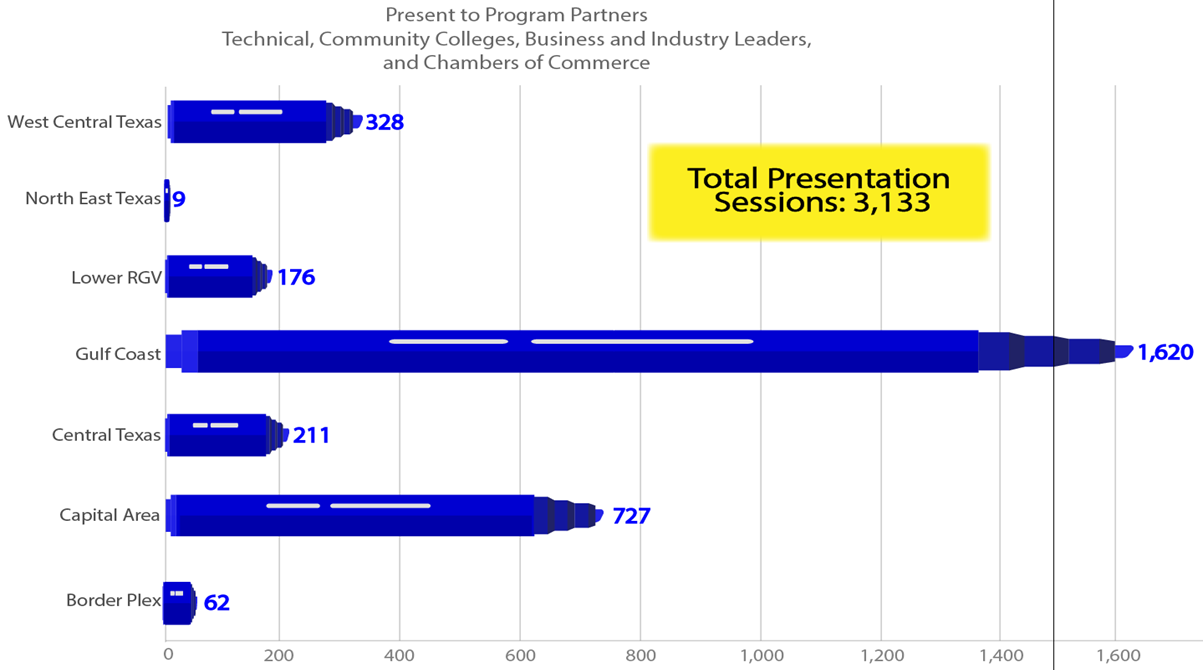 Present to Program Partners
Technical, Community Colleges, Business and Industry Leaders,
and Chambers of Commerce
West Central Texas 328
Total Presentation
Sessions: 3,133
North East Texas 9
Lower RGV 176
Gulf Coast 1,620
Central Texas 211
Capital Area 727
Border Plex 62
0 200 400 600 800 1,000 1,200 1,400 1,600